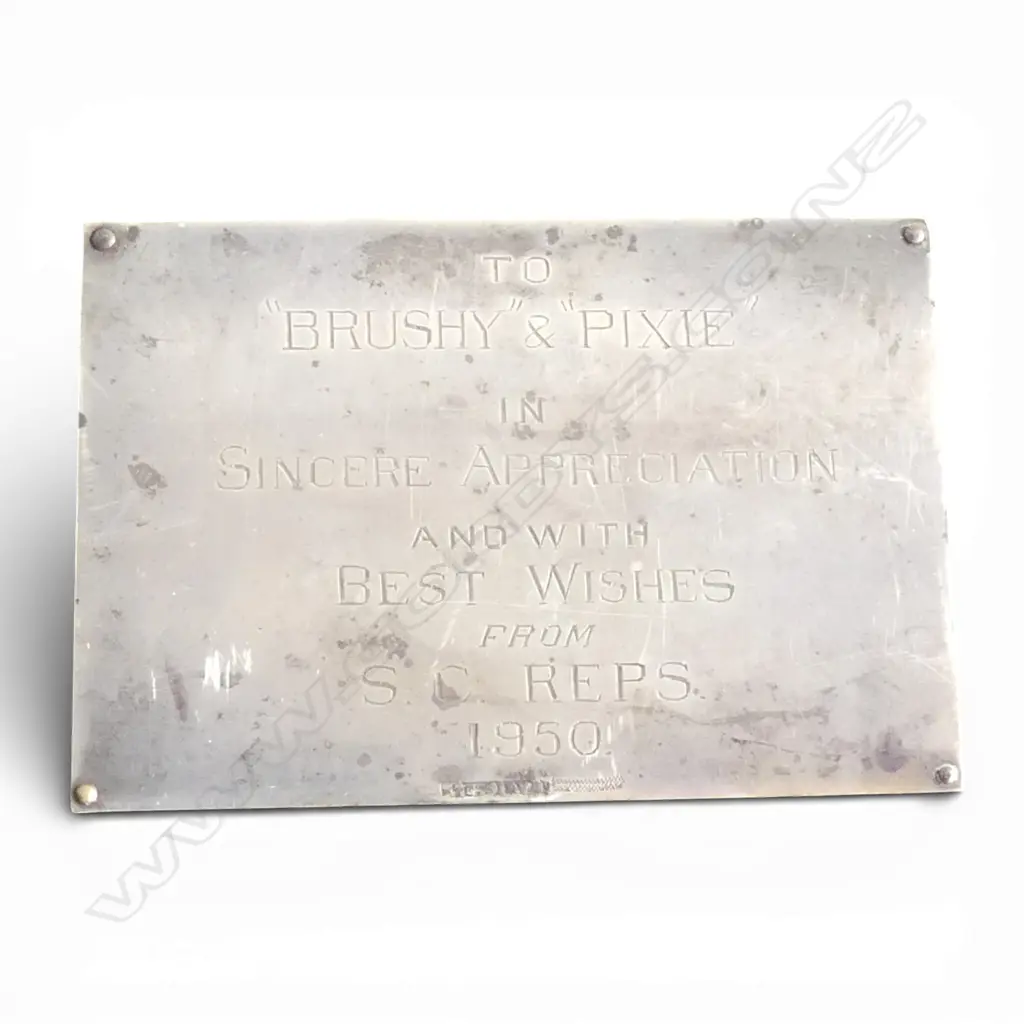 TO
"BRUSHY" & "PIXIE"
IN
SINCERE APPRECIATION
AND WITH
BEST WISHES
FROM
S. C. REPS.
1950